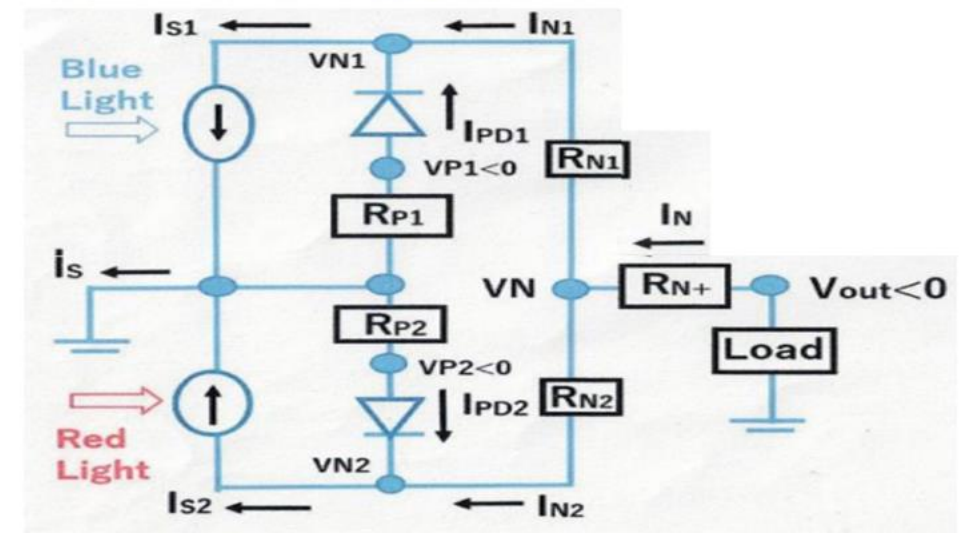 IS1
IN1
VN1
Blue
Light
IPD1
VP1<0
RN1
RP1
IN
is
VN
RN+
Vout<0
RP2
Load
VP2<0
IPD2
RN2
Red
Light
VN2
IS2
IN2